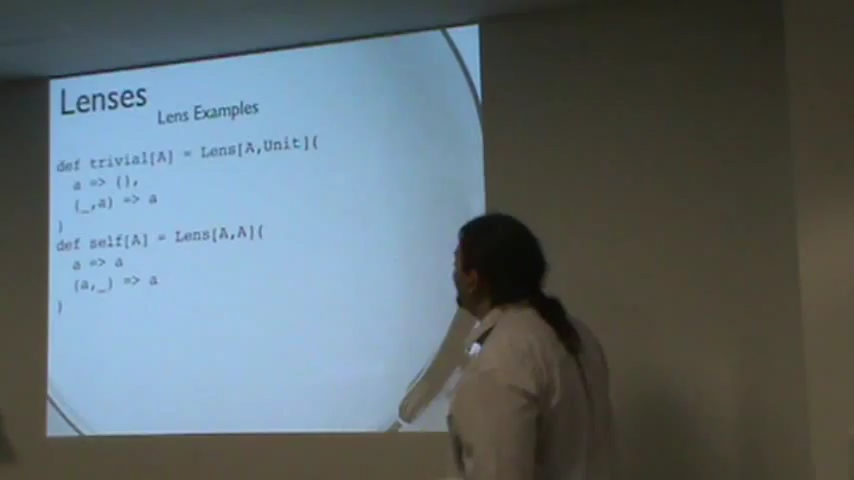 Lenses
Lens Examples
def trivial[A] = Lens[A,Unit](
a => (),
(_,a) => a
)
def self[A] = Lens[A,A](
a => a
(a,_) => a
)